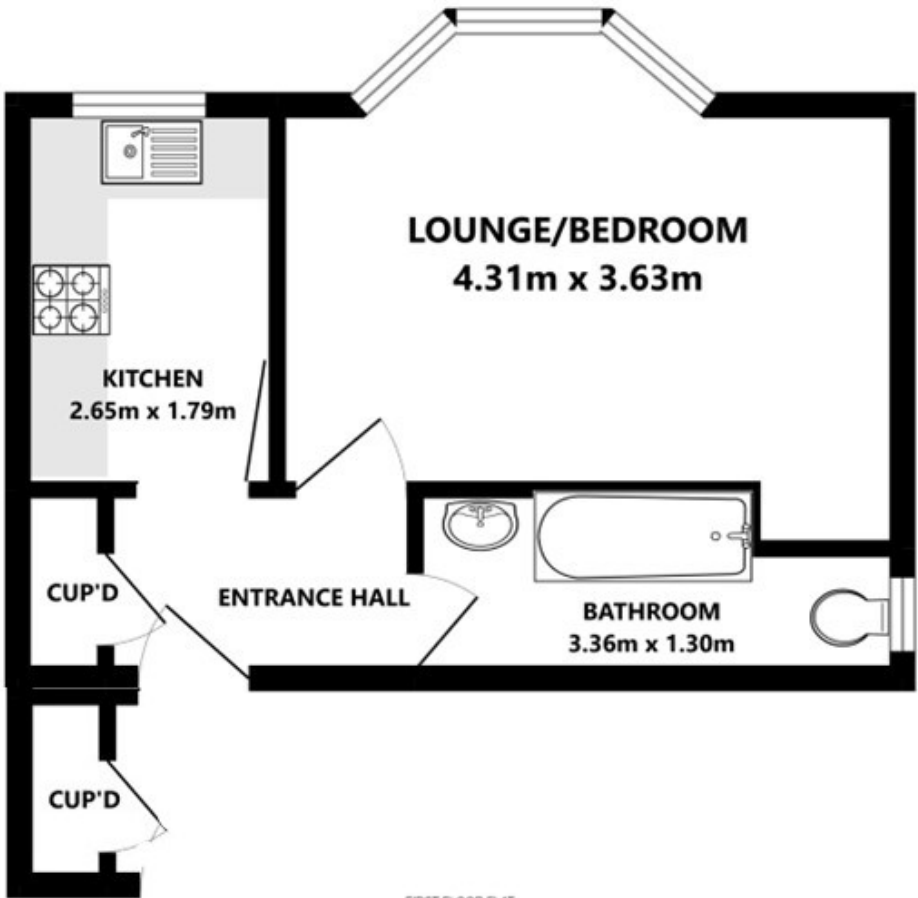 LOUNGE/BEDROOM
4.31m x 3.63m
KITCHEN
2.65m x 1.79m
CUP'D
ENTRANCE HALL
BATHROOM
3.36m x 1.30m
CUP'D